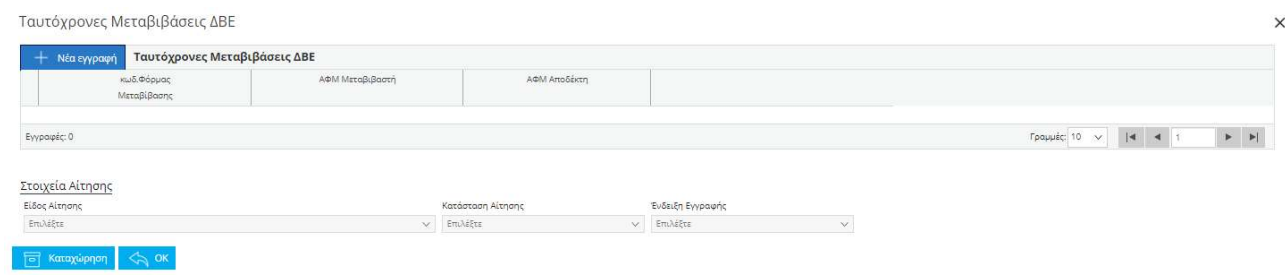 Ταυτόχρονες Μεταβιβάσεις ΔΒΕ
Νέα εγγραφή Ταυτόχρονες Μεταβιβάσεις ΔΒΕ
κωδ.Φόρμας ΑΦΜ Μεταβιβαστή ΑΦΜ Αποδέκτη
Μεταβίβασης
Εγγραφές: 0 Γραμμές: 10 1
Στοιχεία Αίτησης
Είδος Αίτησης Κατάσταση Αίτησης Ένδειξη Εγγραφής
Επιλέξτε Επιλέξτε Επιλέξτε
Καταχώρηση ΟΚ